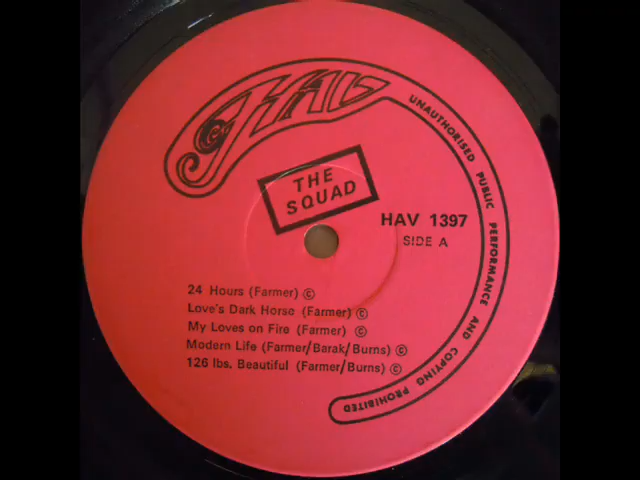 HAV
UNAUTHORISED PUBLIC PERFORMANCE AND COPYING PROHIBITED
THE
SQUAD
HAV 1397
SIDE A
24 Hours (Farmer) ©
Love's Dark Horse (Farmer) ©
My Loves on Fire (Farmer) ©
Modern Life (Farmer/Barak/Burns) ©
126 lbs. Beautiful (Farmer/Burns) ©